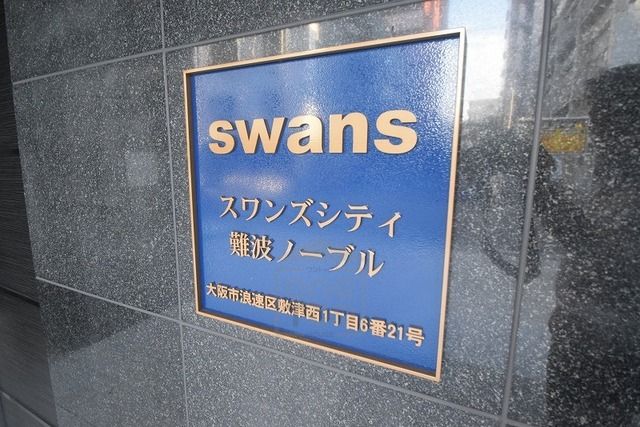 swans
スワンズシティ
難波ノーブル
大阪市浪速区敷津西1丁目6番21号